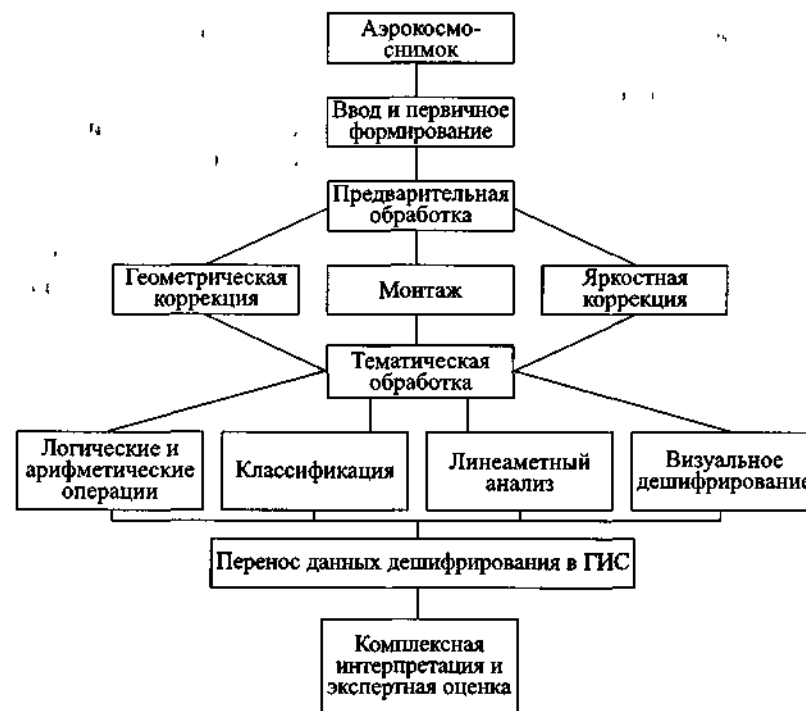 Аэрокосмо-
снимок
Ввод и первичное
формирование
Предварительная
обработка
Геометрическая
коррекция
Монтаж
Яркостная
коррекция
Тематическая
обработка
Логические и
арифметические
операции
Классификация
Линеаметный
анализ
Визуальное
дешифрирование
Перенос данных дешифрирования в ГИС
Комплексная
интерпретация и
экспертная оценка